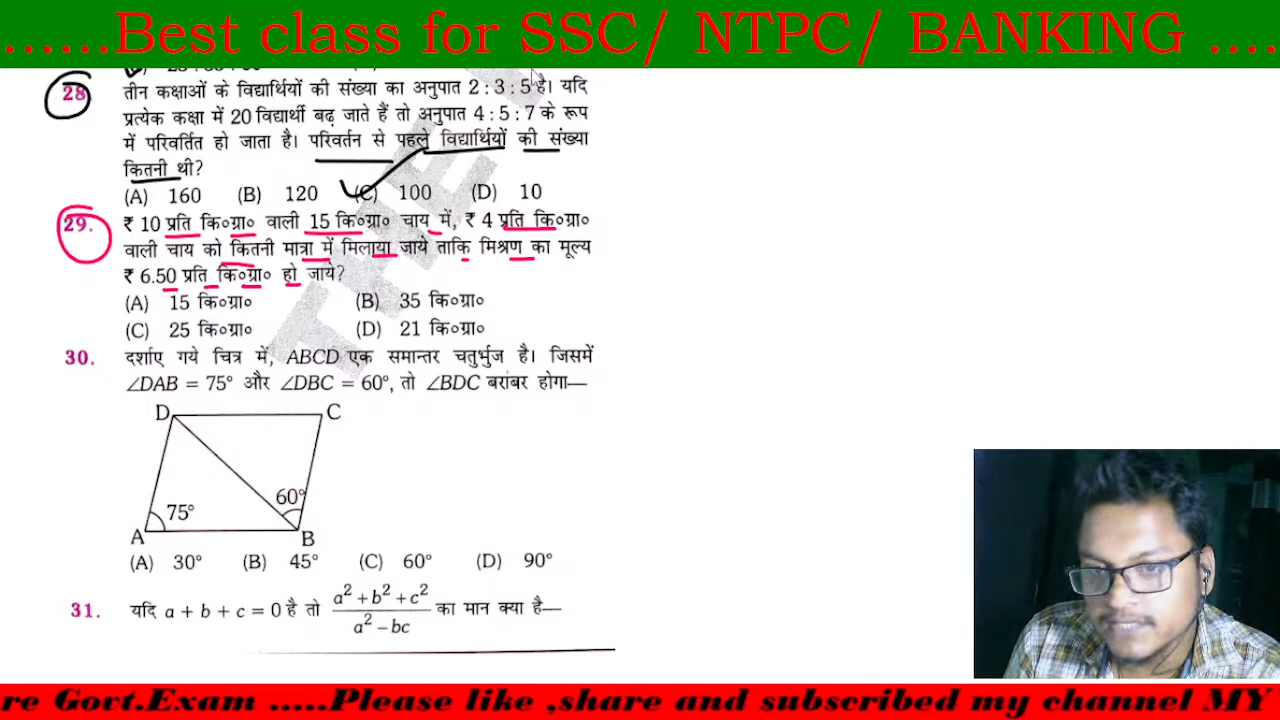 ......Best class for SSC/ NTPC/ BANKING ....
28
तीन कक्षाओं के विद्यार्थियों की संख्या का अनुपात 2 : 3 : 5 है। यदि
प्रत्येक कक्षा में 20 विद्यार्थी बढ़ जाते हैं तो अनुपात 4 : 5 : 7 के रूप
में परिवर्तित हो जाता है। परिवर्तन से पहले विद्यार्थियों की संख्या
कितनी थी?
(A) 160 (B) 120 (C) 100 (D) 10
29. ₹ 10 प्रति कि०ग्रा० वाली 15 कि०ग्रा० चाय में, ₹ 4 प्रति कि०ग्रा०
वाली चाय को कितनी मात्रा में मिलाया जाये ताकि मिश्रण का मूल्य
₹ 6.50 प्रति कि०ग्रा० हो जाये?
(A) 15 कि०ग्रा० (B) 35 कि०ग्रा०
(C) 25 कि०ग्रा० (D) 21 कि०ग्रा०
30. दर्शाए गये चित्र में, ABCD एक समान्तर चतुर्भुज है। जिसमें
∠DAB = 75° और ∠DBC = 60°, तो ∠BDC बराबर होगा—
D C
60°
75°
A B
(A) 30° (B) 45° (C) 60° (D) 90°
31. यदि a + b + c = 0 है तो (a² + b² + c²)/(a² – bc) का मान क्या है—
re Govt.Exam .....Please like ,share and subscribed my channel MY